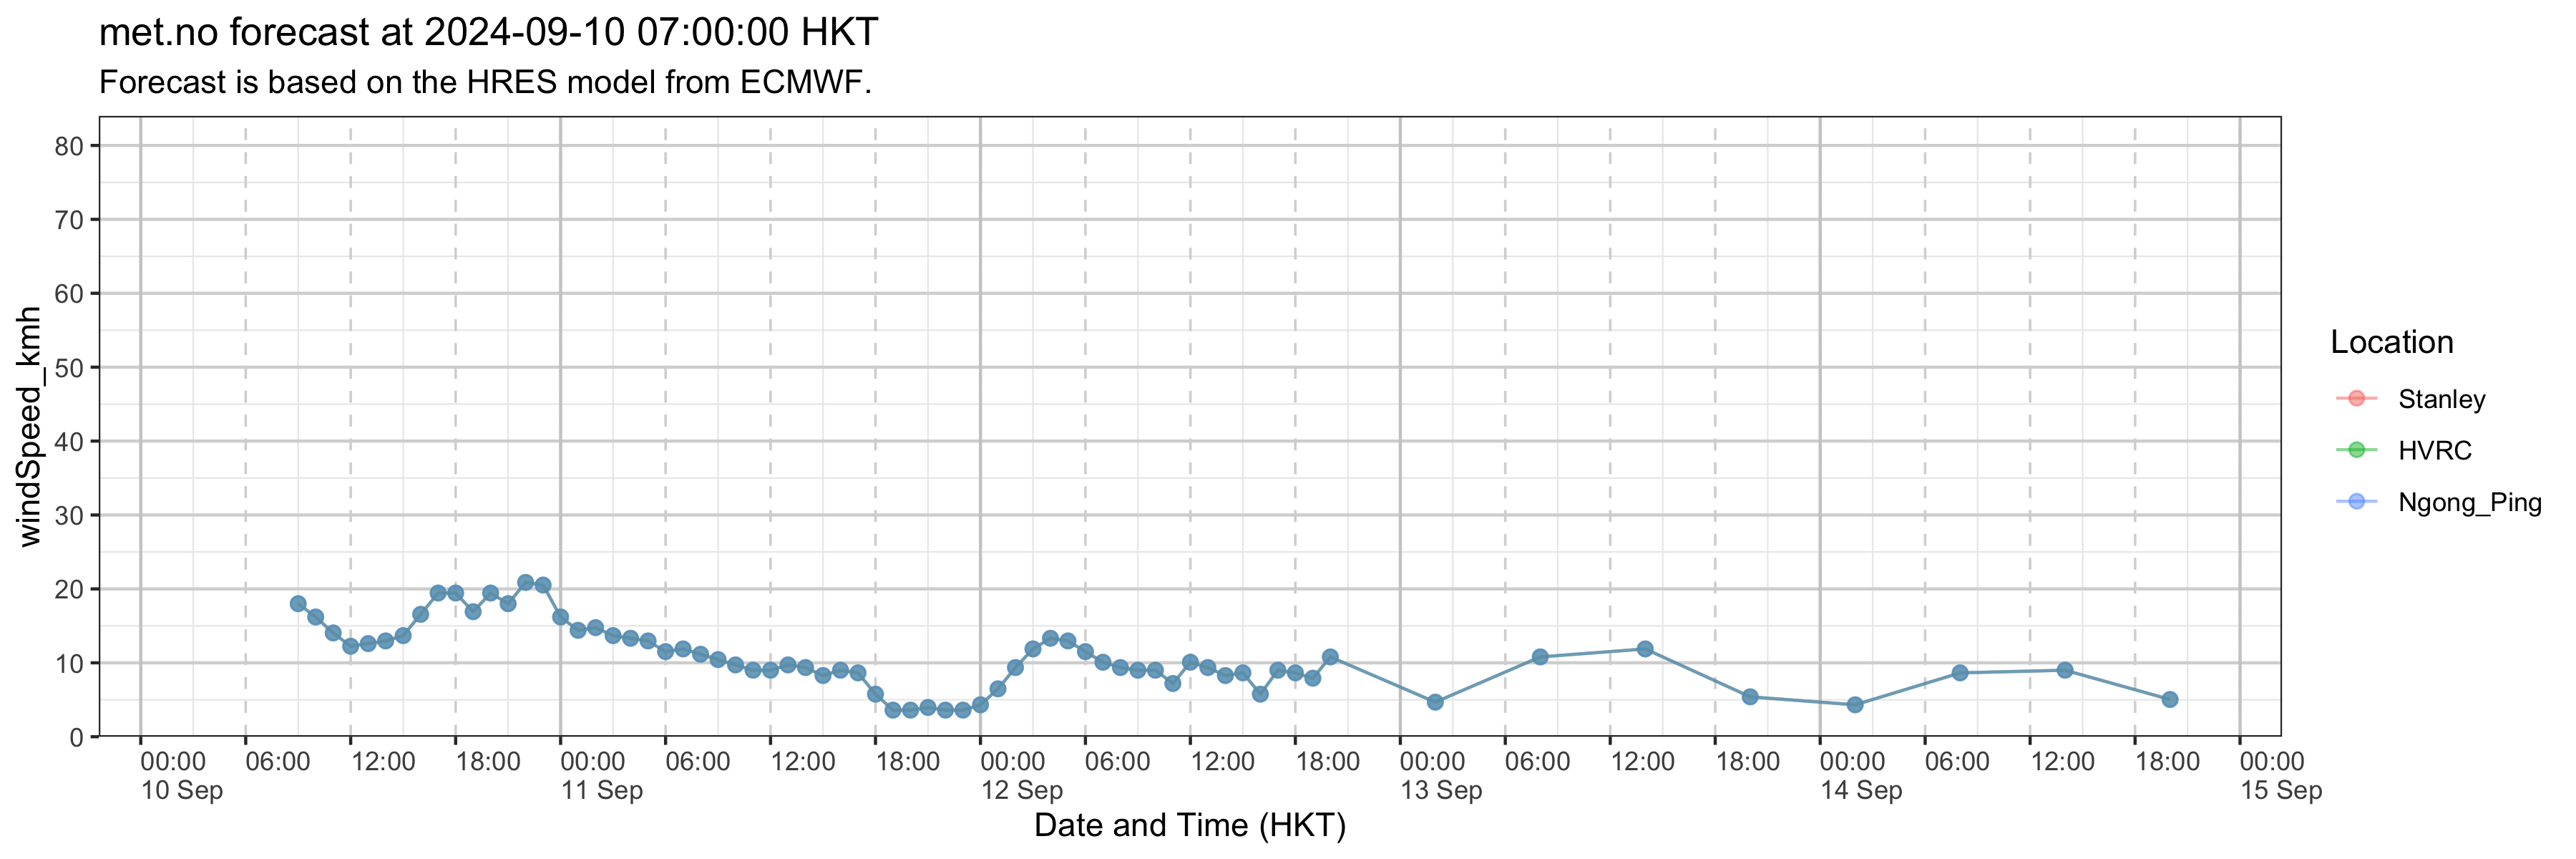 met.no forecast at 2024-09-10 07:00:00 HKT
Forecast is based on the HRES model from ECMWF.
windSpeed_kmh
80
70
60
50
40
30
20
10
0
00:00 06:00 12:00 18:00 00:00 06:00 12:00 18:00 00:00 06:00 12:00 18:00 00:00 06:00 12:00 18:00 00:00 06:00 12:00 18:00 00:00
10 Sep 11 Sep 12 Sep 13 Sep 14 Sep 15 Sep
Date and Time (HKT)
Location
Stanley
HVRC
Ngong_Ping